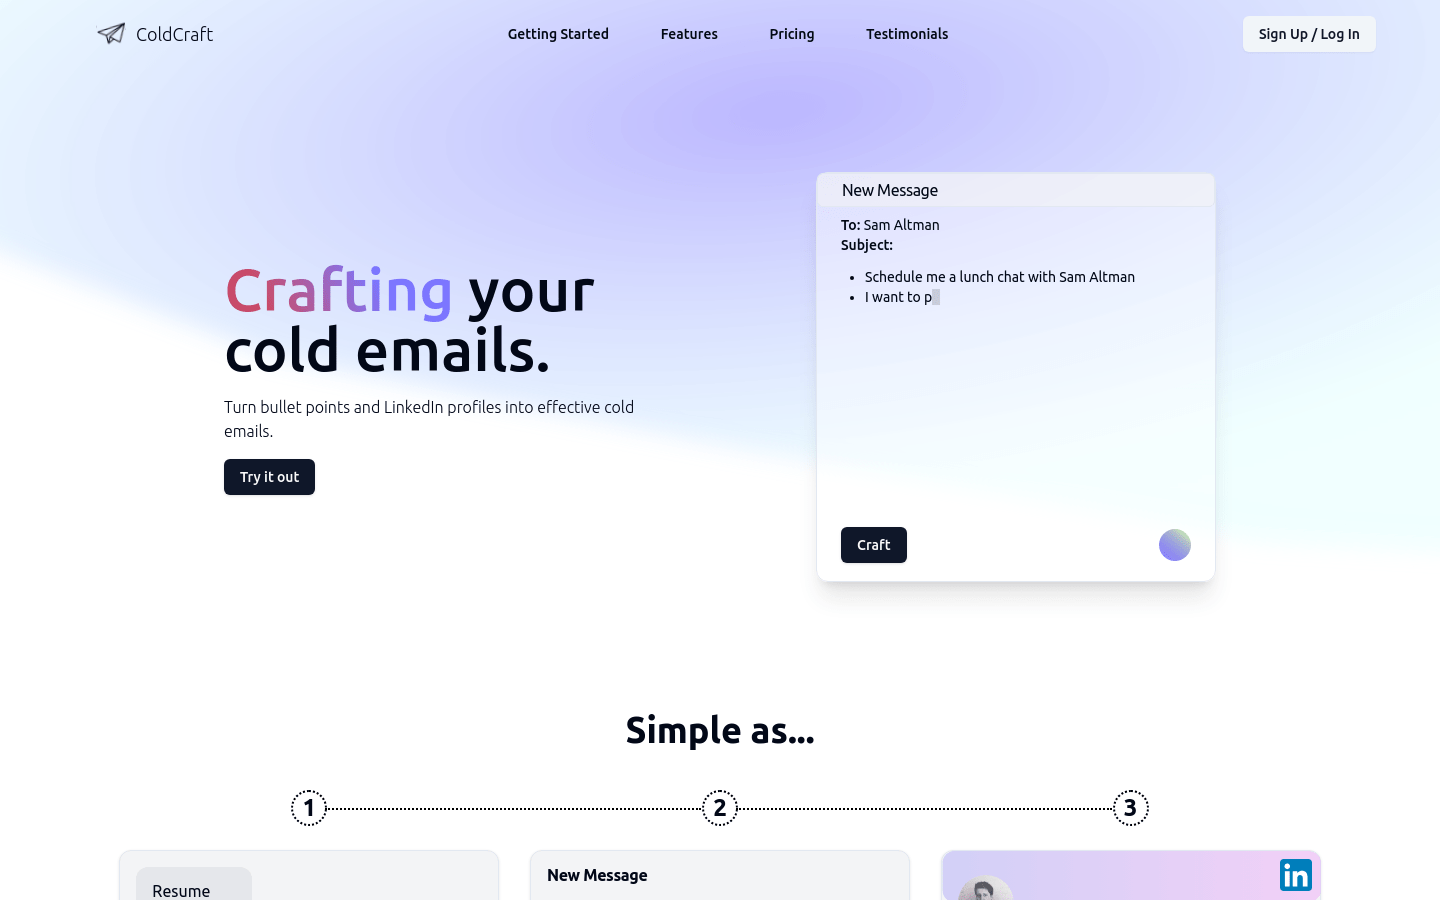 ColdCraft
Getting Started
Features
Pricing
Testimonials
Sign Up / Log In
Crafting your
cold emails.
Turn bullet points and LinkedIn profiles into effective cold
emails.
Try it out
New Message
To: Sam Altman
Subject:
• Schedule me a lunch chat with Sam Altman
• I want to p
Craft
Simple as...
1
2
3
Resume
New Message
in